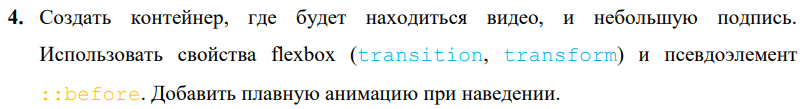 4. Создать контейнер, где будет находиться видео, и небольшую подпись.
Использовать свойства flexbox (transition, transform) и псевдоэлемент
::before. Добавить плавную анимацию при наведении.